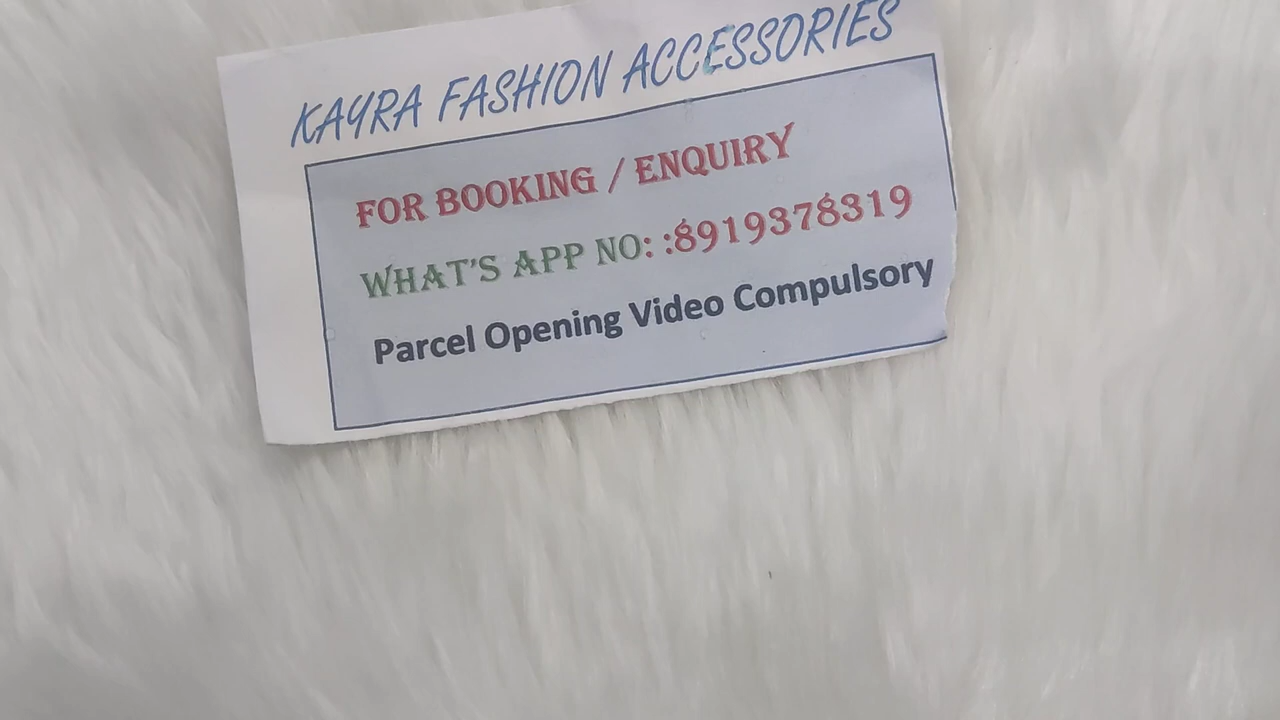 KAYRA FASHION ACCESSORIES
FOR BOOKING / ENQUIRY
WHAT'S APP NO: :8919378319
Parcel Opening Video Compulsory